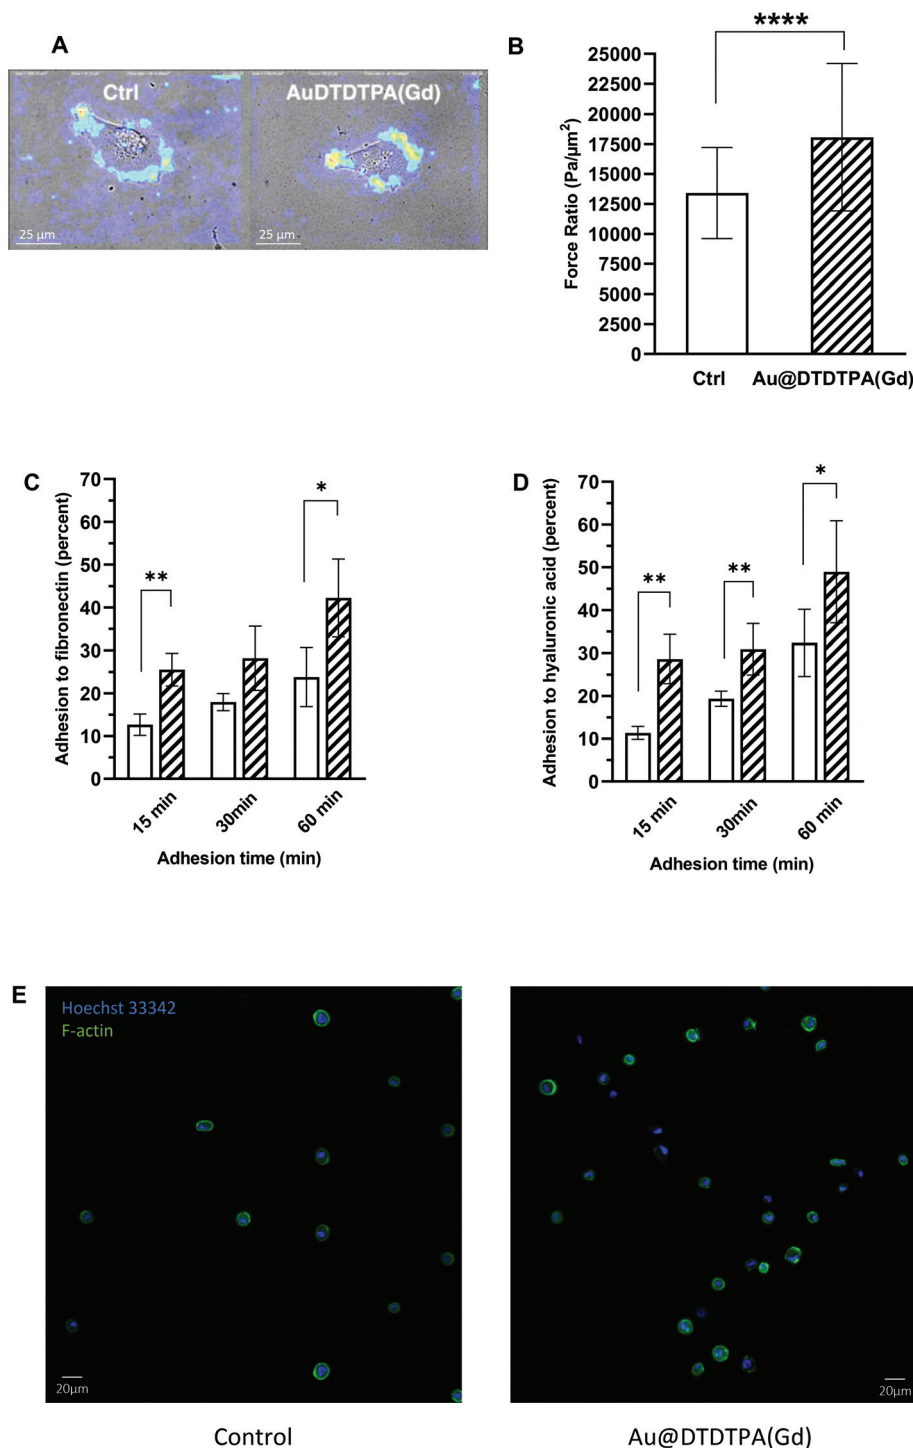 A
Ctrl
AuDTDTPA(Gd)
25 µm
25 µm
B
****
Force Ratio (Pa/µm²)
25000
22500
20000
17500
15000
12500
10000
7500
5000
2500
0
Ctrl
Au@DTDTPA(Gd)
C
Adhesion to fibronectin (percent)
70
60
50
40
30
20
10
0
**
*
15 min
30min
60 min
Adhesion time (min)
D
Adhesion to hyaluronic acid (percent)
70
60
50
40
30
20
10
0
**
**
*
15 min
30min
60 min
Adhesion time (min)
E
Hoechst 33342
F-actin
20µm
20µm
Control
Au@DTDTPA(Gd)